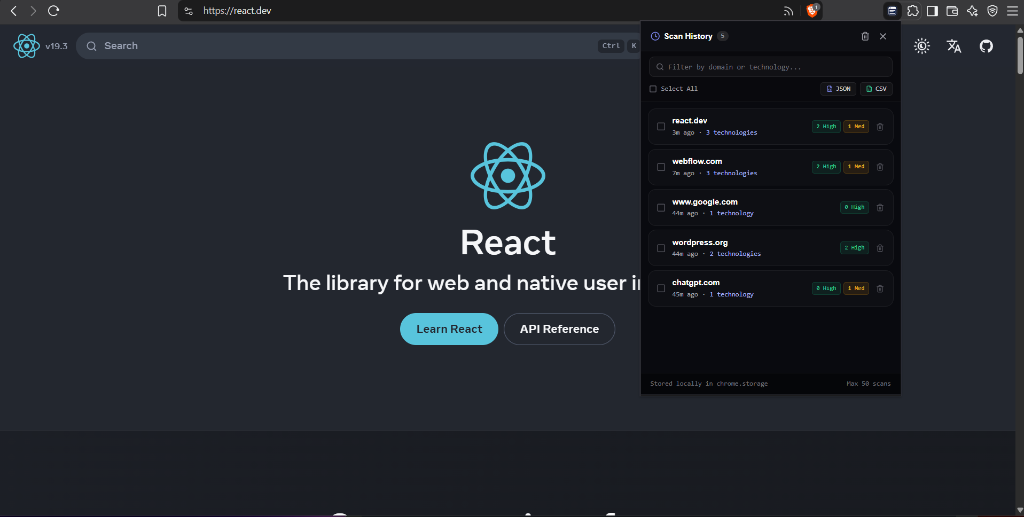 https://react.dev
1
v19.3
Search
Ctrl K
React
The library for web and native user in
Learn React
API Reference
Scan History 5
Filter by domain or technology...
Select All
JSON
CSV
react.dev
2 High
1 Med
3m ago · 3 technologies
webflow.com
2 High
1 Med
7m ago · 3 technologies
www.google.com
0 High
44m ago · 1 technology
wordpress.org
2 High
44m ago · 2 technologies
chatgpt.com
0 High
1 Med
45m ago · 1 technology
Stored locally in chrome.storage
Max 50 scans